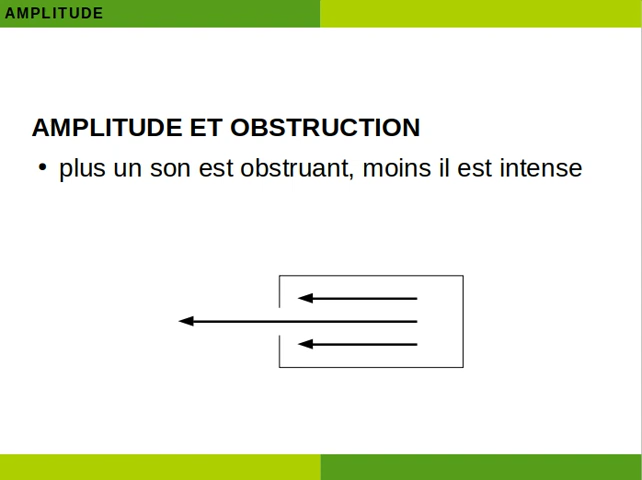 AMPLITUDE
AMPLITUDE ET OBSTRUCTION
• plus un son est obstruant, moins il est intense